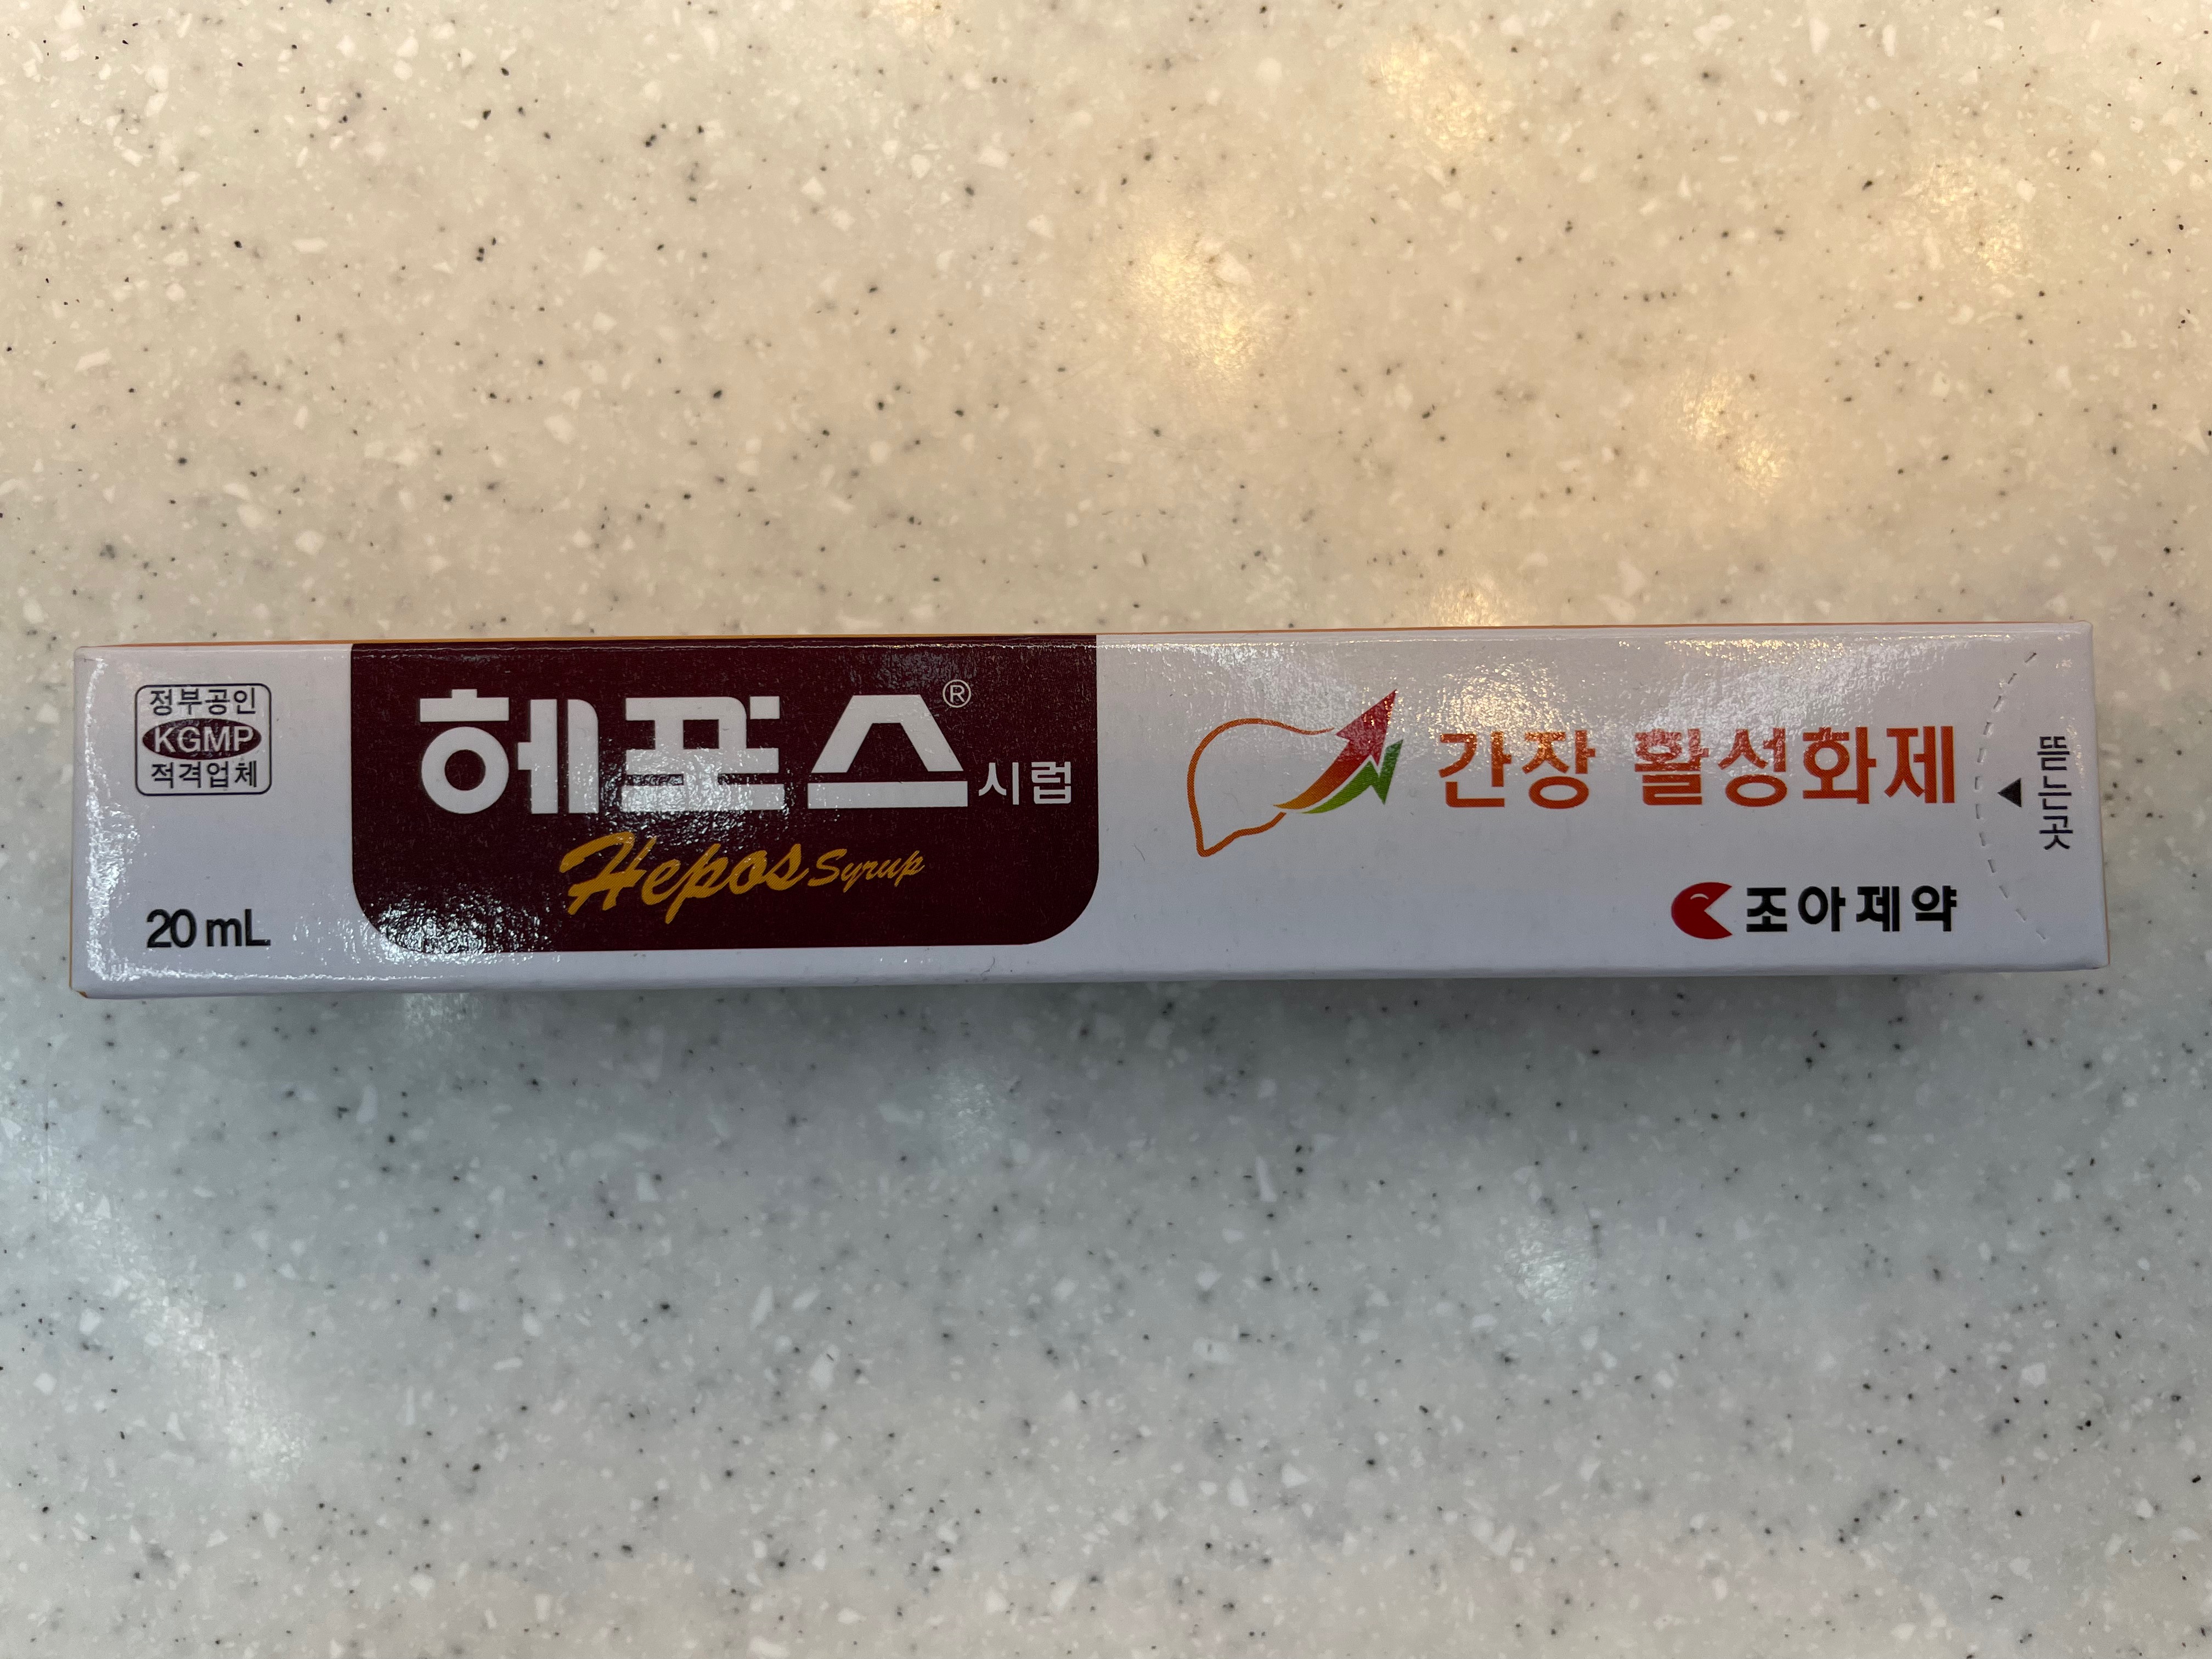 정부공인
KGMP
적격업체
20 mL
헤포스® 시럽
Hepos Syrup
간장 활성화제
조아제약
뜯는곳